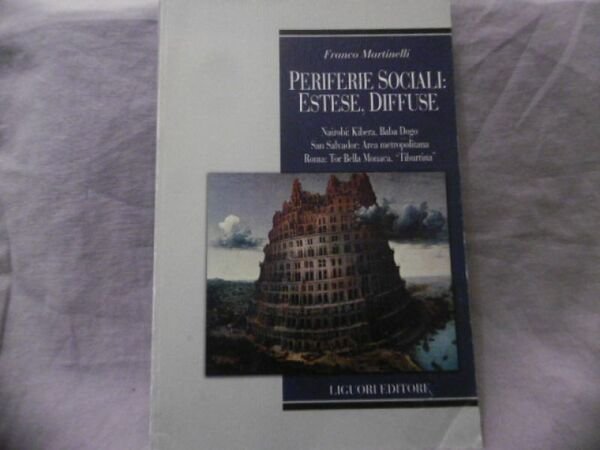 Franco Martinelli
PERIFERIE SOCIALI:
ESTESE, DIFFUSE
Nairobi: Kibera, Baba Dogo
San Salvador: Area metropolitana
Roma: Tor Bella Monaca, "Tiburtina"
LIGUORI EDITORE